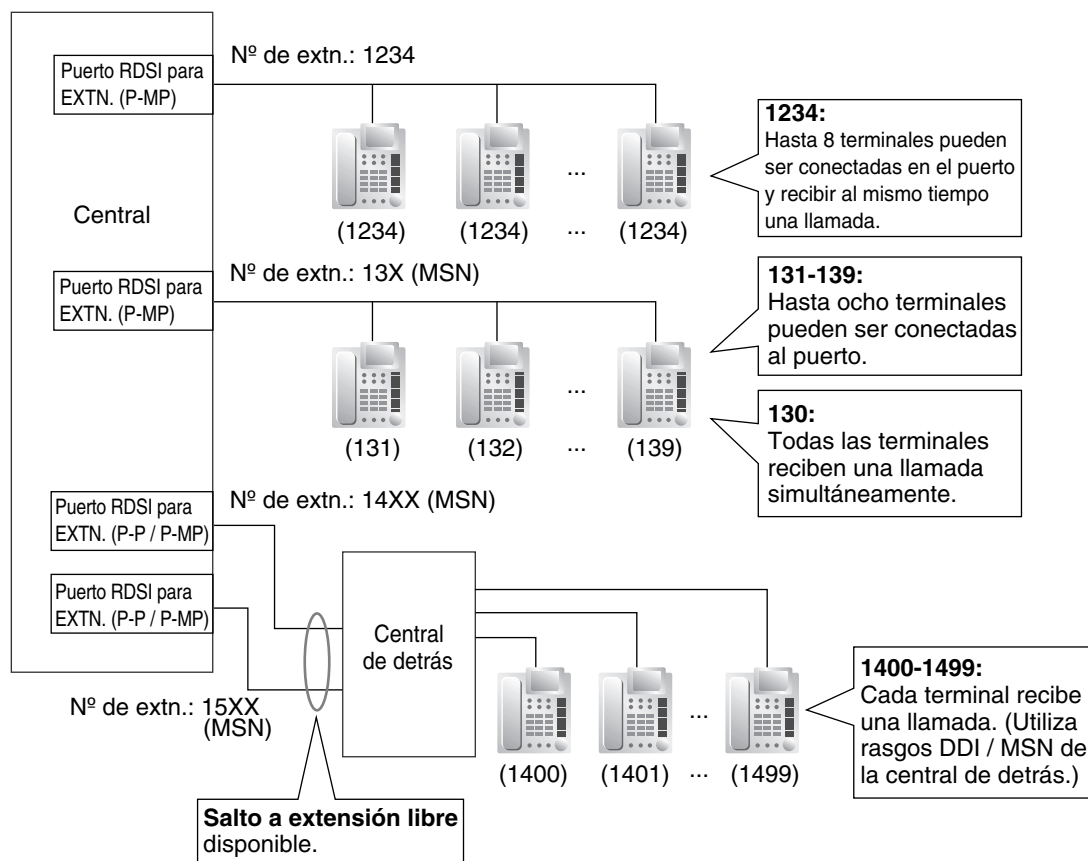 Nº de extn.: 1234
Puerto RDSI para
EXTN. (P-MP)
Central
(1234)
(1234)
...
...
(1234)
1234:
Hasta 8 terminales pueden
ser conectadas en el puerto
y recibir al mismo tiempo
una llamada.
Nº de extn.: 13X (MSN)
Puerto RDSI para
EXTN. (P-MP)
(131)
(132)
...
...
(139)
131-139:
Hasta ocho terminales
pueden ser conectadas
al puerto.
130:
Todas las terminales
reciben una llamada
simultáneamente.
Nº de extn.: 14XX (MSN)
Puerto RDSI para
EXTN. (P-P / P-MP)
Puerto RDSI para
EXTN. (P-P / P-MP)
Nº de extn.: 15XX
(MSN)
Central
de detrás
(1400)
(1401)
...
...
(1499)
1400-1499:
Cada terminal recibe
una llamada. (Utiliza
rasgos DDI / MSN de
la central de detrás.)
Salto a extensión libre
disponible.